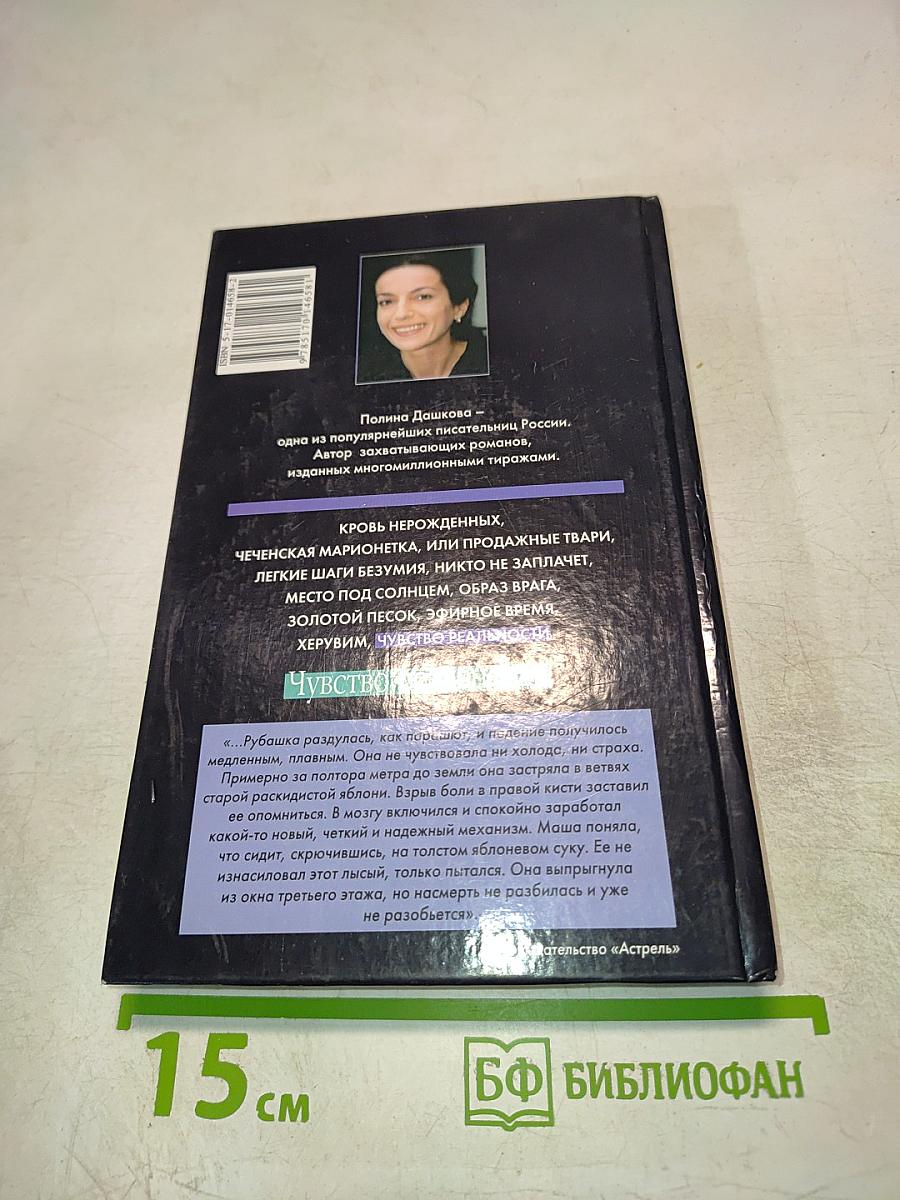 ISBN 5-17-014658-2
9 785170 146581
Полина Дашкова –
одна из популярнейших писательниц России.
Автор захватывающих романов,
изданных многомиллионными тиражами.
КРОВЬ НЕРОЖДЕННЫХ,
ЧЕЧЕНСКАЯ МАРИОНЕТКА, ИЛИ ПРОДАЖНЫЕ ТВАРИ,
ЛЕГКИЕ ШАГИ БЕЗУМИЯ, НИКТО НЕ ЗАПЛАЧЕТ,
МЕСТО ПОД СОЛНЦЕМ, ОБРАЗ ВРАГА,
ЗОЛОТОЙ ПЕСОК, ЭФИРНОЕ ВРЕМЯ,
ХЕРУВИМ, ЧУВСТВО РЕАЛЬНОСТИ
Чувство
«...Рубашка раздулась, как парашют, и падение получилось
медленным, плавным. Она не чувствовала ни холода, ни страха.
Примерно за полтора метра до земли она застряла в ветвях
старой раскидистой яблони. Взрыв боли в правой кисти заставил
ее опомниться. В мозгу включился и спокойно заработал
какой-то новый, четкий и надежный механизм. Маша поняла,
что сидит, скрючившись, на толстом яблоневом суку. Ее не
изнасиловал этот лысый, только пытался. Она выпрыгнула
из окна третьего этажа, но насмерть не разбилась и уже
не разобьется»
«Астрель»
15 см
БФ БИБЛИОФАН